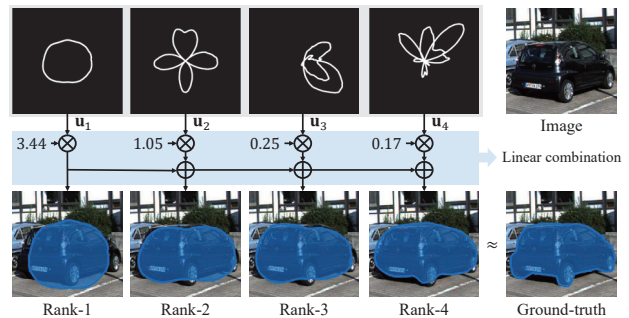 u1
u2
u3
u4
Image
3.44
1.05
0.25
0.17
Linear combination
≈
Rank-1
Rank-2
Rank-3
Rank-4
Ground-truth